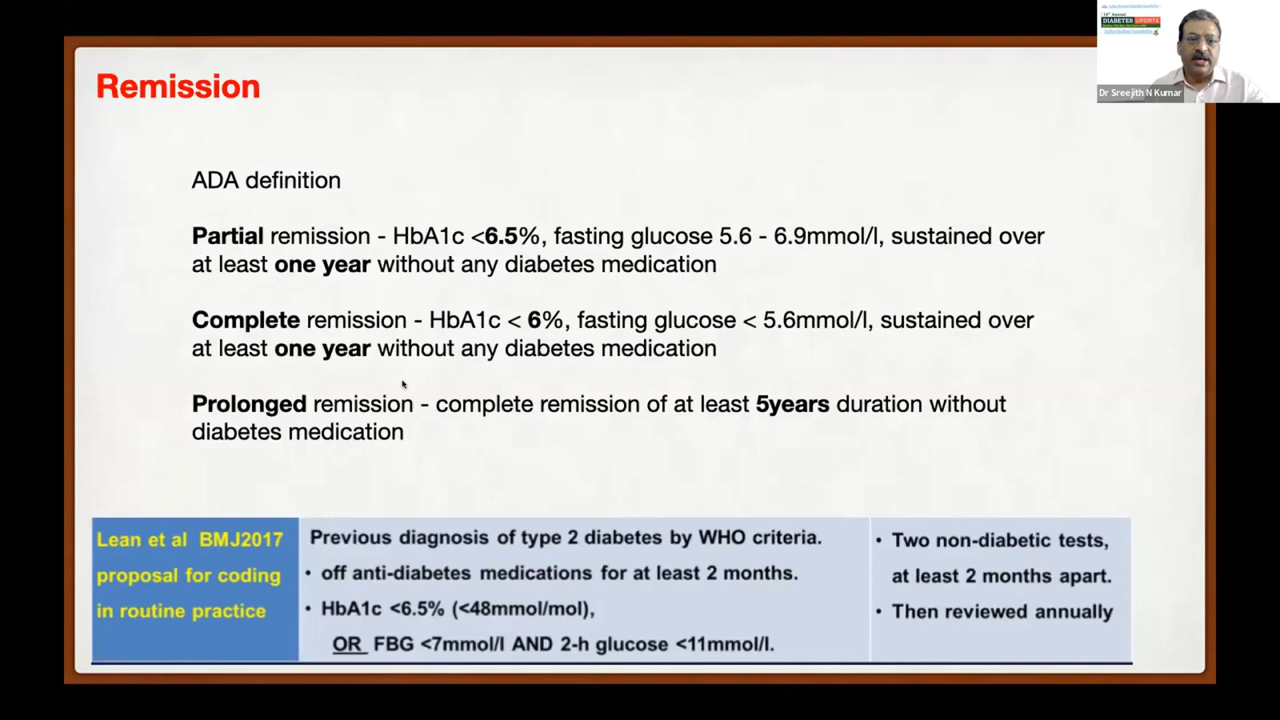 Remission
ADA definition
Partial remission - HbA1c <6.5%, fasting glucose 5.6 - 6.9mmol/l, sustained over
at least one year without any diabetes medication
Complete remission - HbA1c < 6%, fasting glucose < 5.6mmol/l, sustained over
at least one year without any diabetes medication
Prolonged remission - complete remission of at least 5years duration without
diabetes medication
Lean et al BMJ2017
proposal for coding
in routine practice
Previous diagnosis of type 2 diabetes by WHO criteria.
• off anti-diabetes medications for at least 2 months.
• HbA1c <6.5% (<48mmol/mol),
OR FBG <7mmol/l AND 2-h glucose <11mmol/l.
• Two non-diabetic tests,
at least 2 months apart.
• Then reviewed annually
DIABETES UPDATE
Dr Sreejith N Kumar